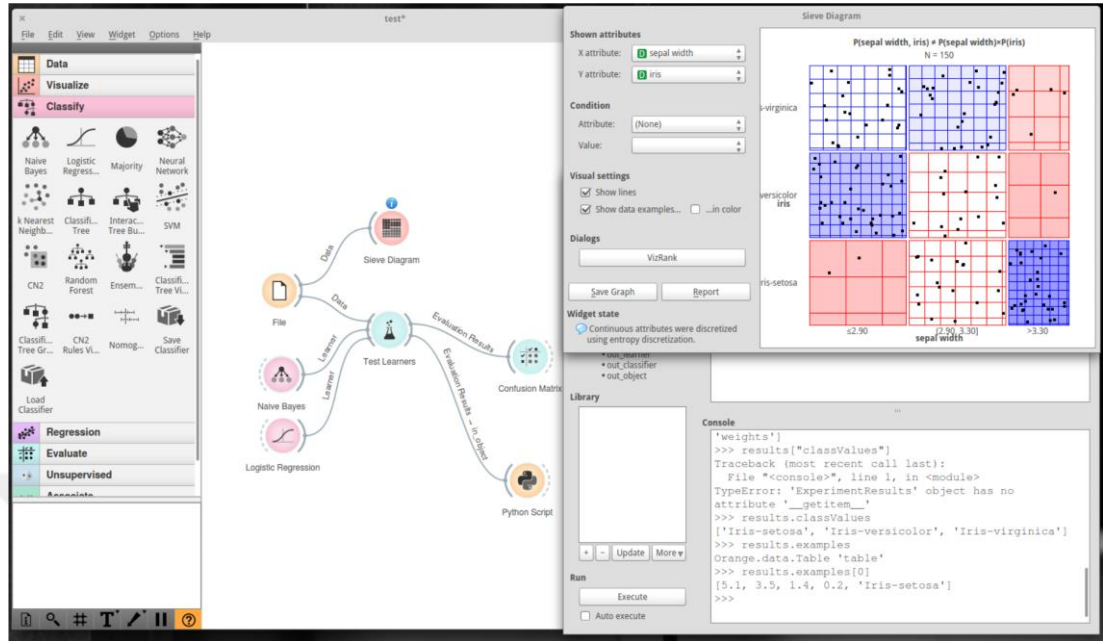 test*
File Edit View Widget Options Help
Data
Visualize
Classify
Naive Bayes
Logistic Regress...
Majority
Neural Network
k Nearest Neighb...
Classifi... Tree
Interac... Tree Bu...
SVM
CN2
Random Forest
Ensem...
Classifi... Tree Vi...
Classifi... Tree Gr...
CN2 Rules Vi...
Nomog...
Save Classifier
Load Classifier
Regression
Evaluate
Unsupervised
Data
Sieve Diagram
File
Data
Test Learners
Learner
Naive Bayes
Learner
Logistic Regression
Evaluation Results
Confusion Matrix
Evaluation Results → in_object
Python Script
Sieve Diagram
Shown attributes
X attribute: D sepal width
Y attribute: D iris
Condition
Attribute: (None)
Value:
Visual settings
Show lines
Show data examples... ...in color
Dialogs
VizRank
Save Graph Report
Widget state
Continuous attributes were discretized
using entropy discretization.
P(sepal width, iris) ≠ P(sepal width)×P(iris)
N = 150
s-virginica
versicolor
iris
ris-setosa
≤2.90 (2.90, 3.30] >3.30
sepal width
• out_classifier
• out_object
Library
+ - Update More
Run
Execute
Auto execute
Console
'weights']
>>> results["classValues"]
Traceback (most recent call last):
File "<console>", line 1, in <module>
TypeError: 'ExperimentResults' object has no
attribute '__getitem__'
>>> results.classValues
['Iris-setosa', 'Iris-versicolor', 'Iris-virginica']
>>> results.examples
Orange.data.Table 'table'
>>> results.examples[0]
[5.1, 3.5, 1.4, 0.2, 'Iris-setosa']
>>>